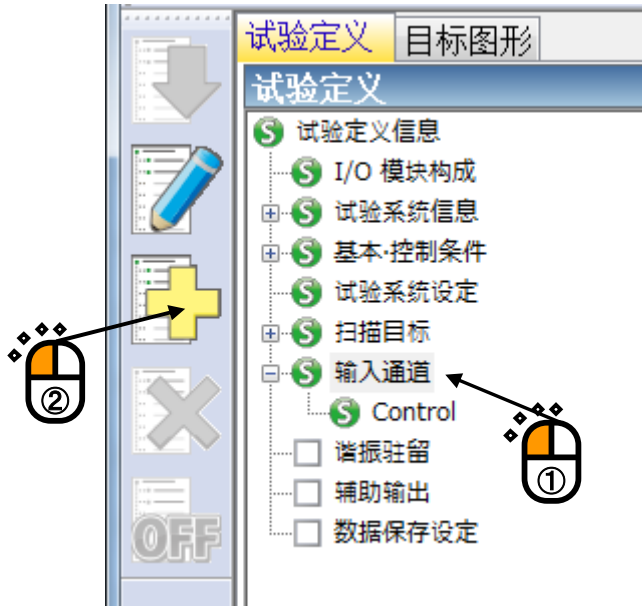 试验定义 目标图形
试验定义
S 试验定义信息
S I/O 模块构成
S 试验系统信息
S 基本·控制条件
S 试验系统设定
S 扫描目标
S 输入通道
S Control
谐振驻留
辅助输出
数据保存设定
OFF
②
①